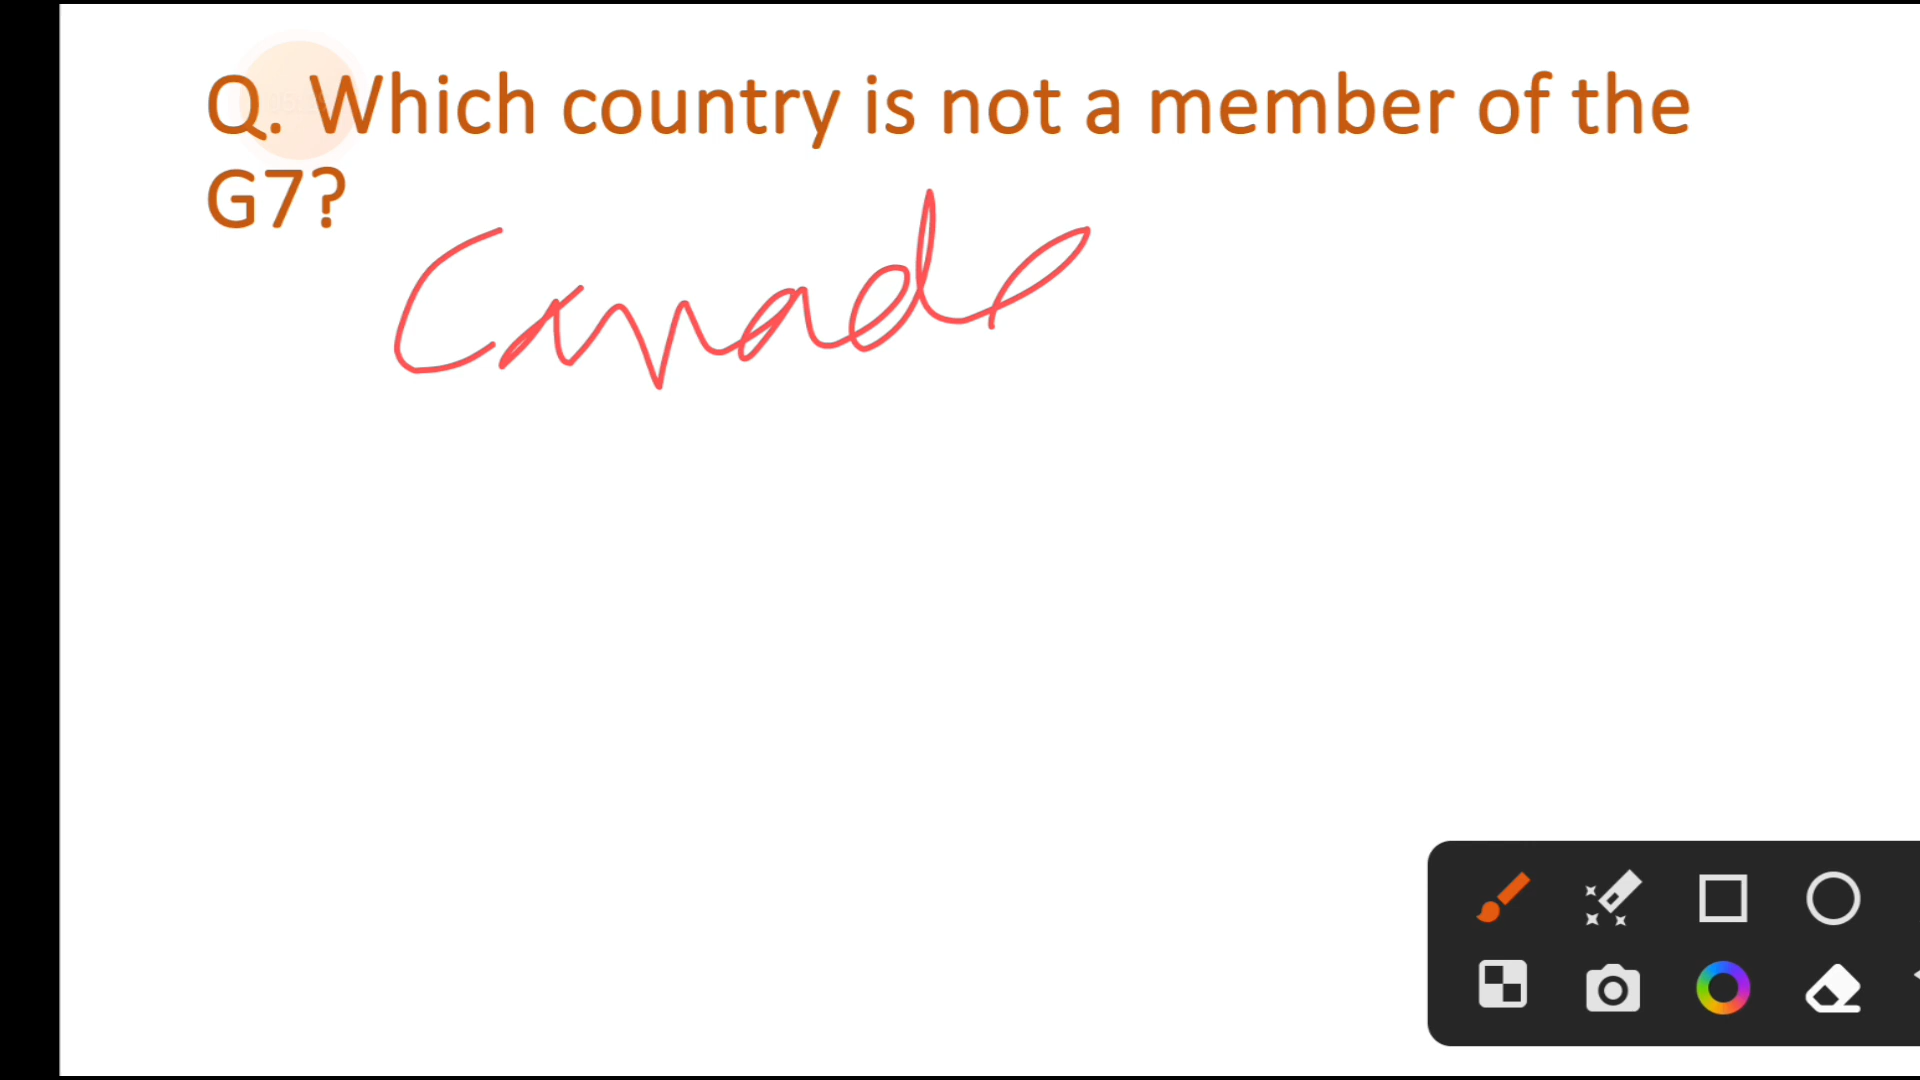 Q. Which country is not a member of the
G7?
Canada